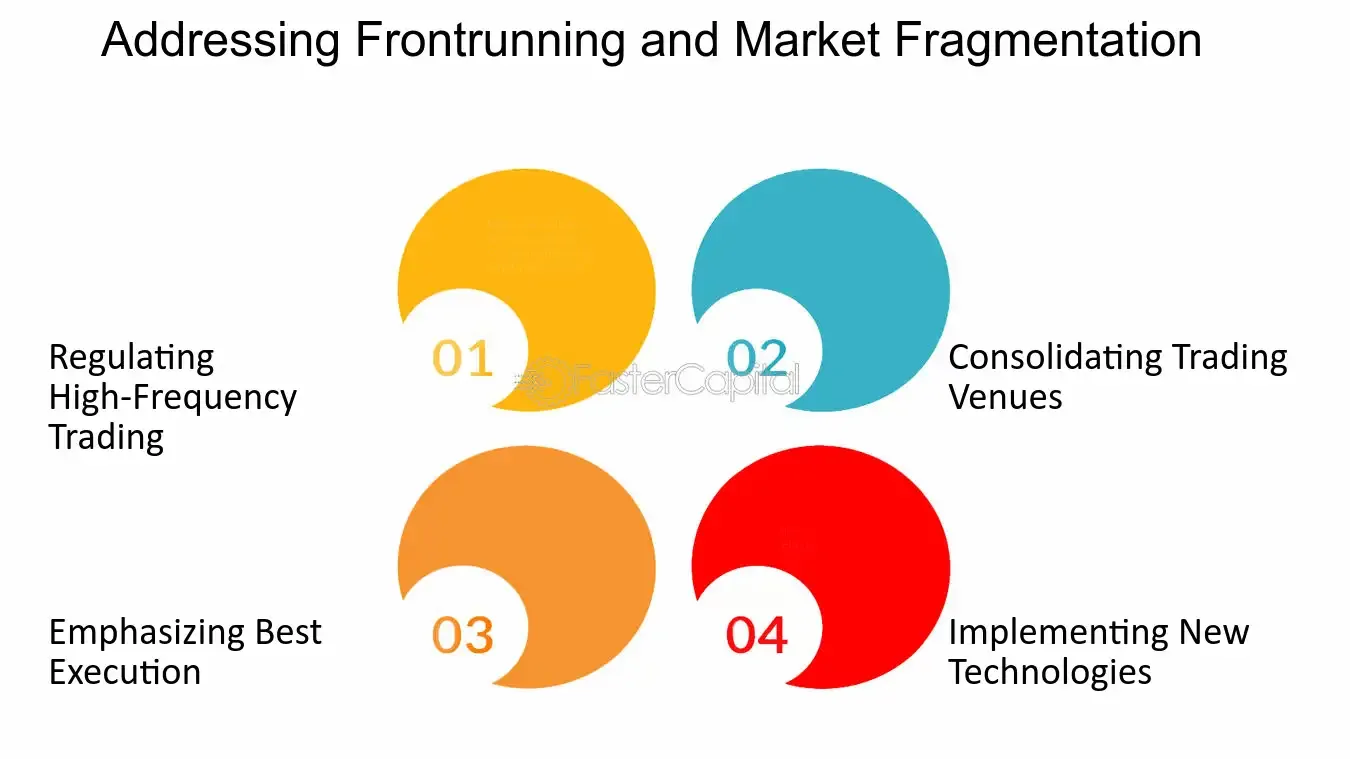 Addressing Frontrunning and Market Fragmentation
01
Regulating
High-Frequency
Trading
02
Consolidating Trading
Venues
FasterCapital
03
Emphasizing Best
Execution
04
Implementing New
Technologies